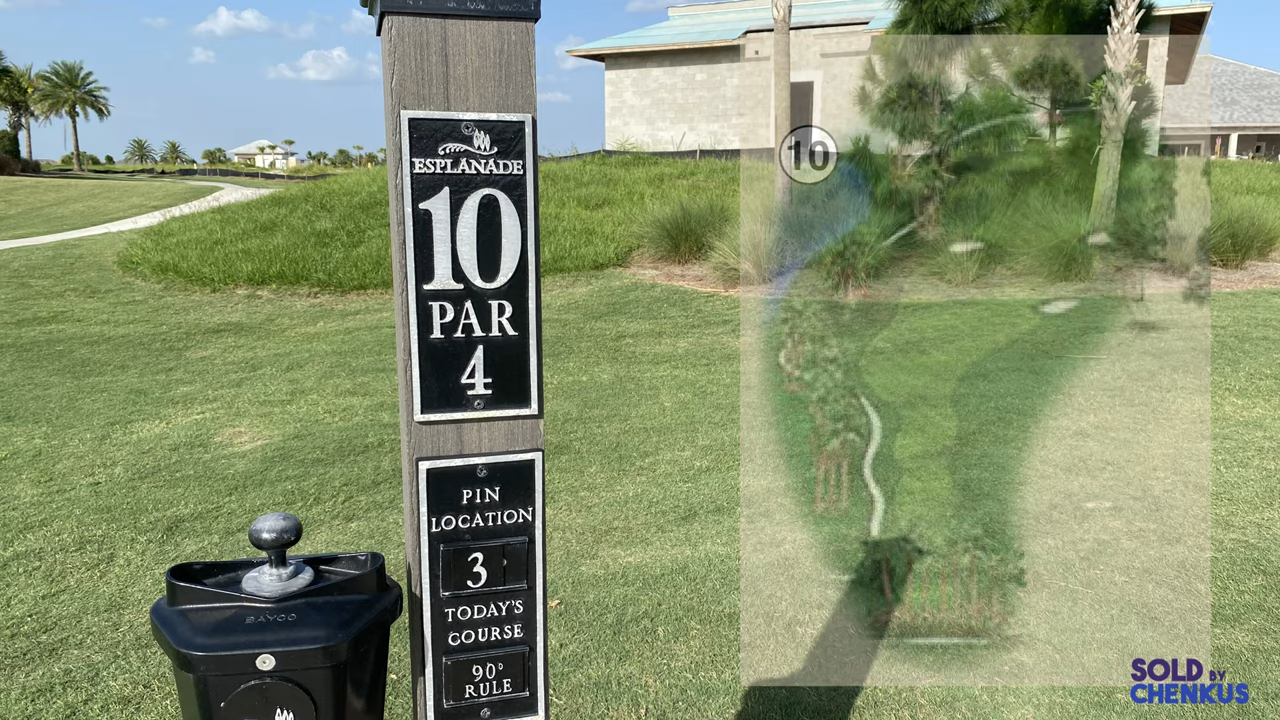 ESPLANADE
10
PAR
4
PIN
LOCATION
3
TODAY'S
COURSE
90°
RULE
BAYCO
10
SOLD BY
CHENKUS